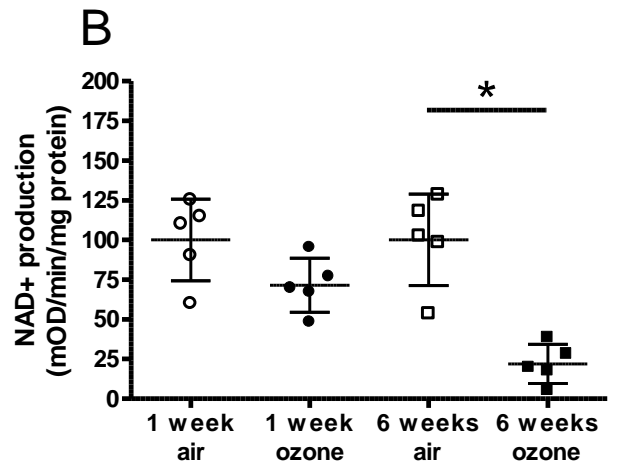 B
NAD+ production
(mOD/min/mg protein)
200
175
150
125
100
75
50
25
0
*
1 week
air
1 week
ozone
6 weeks
air
6 weeks
ozone